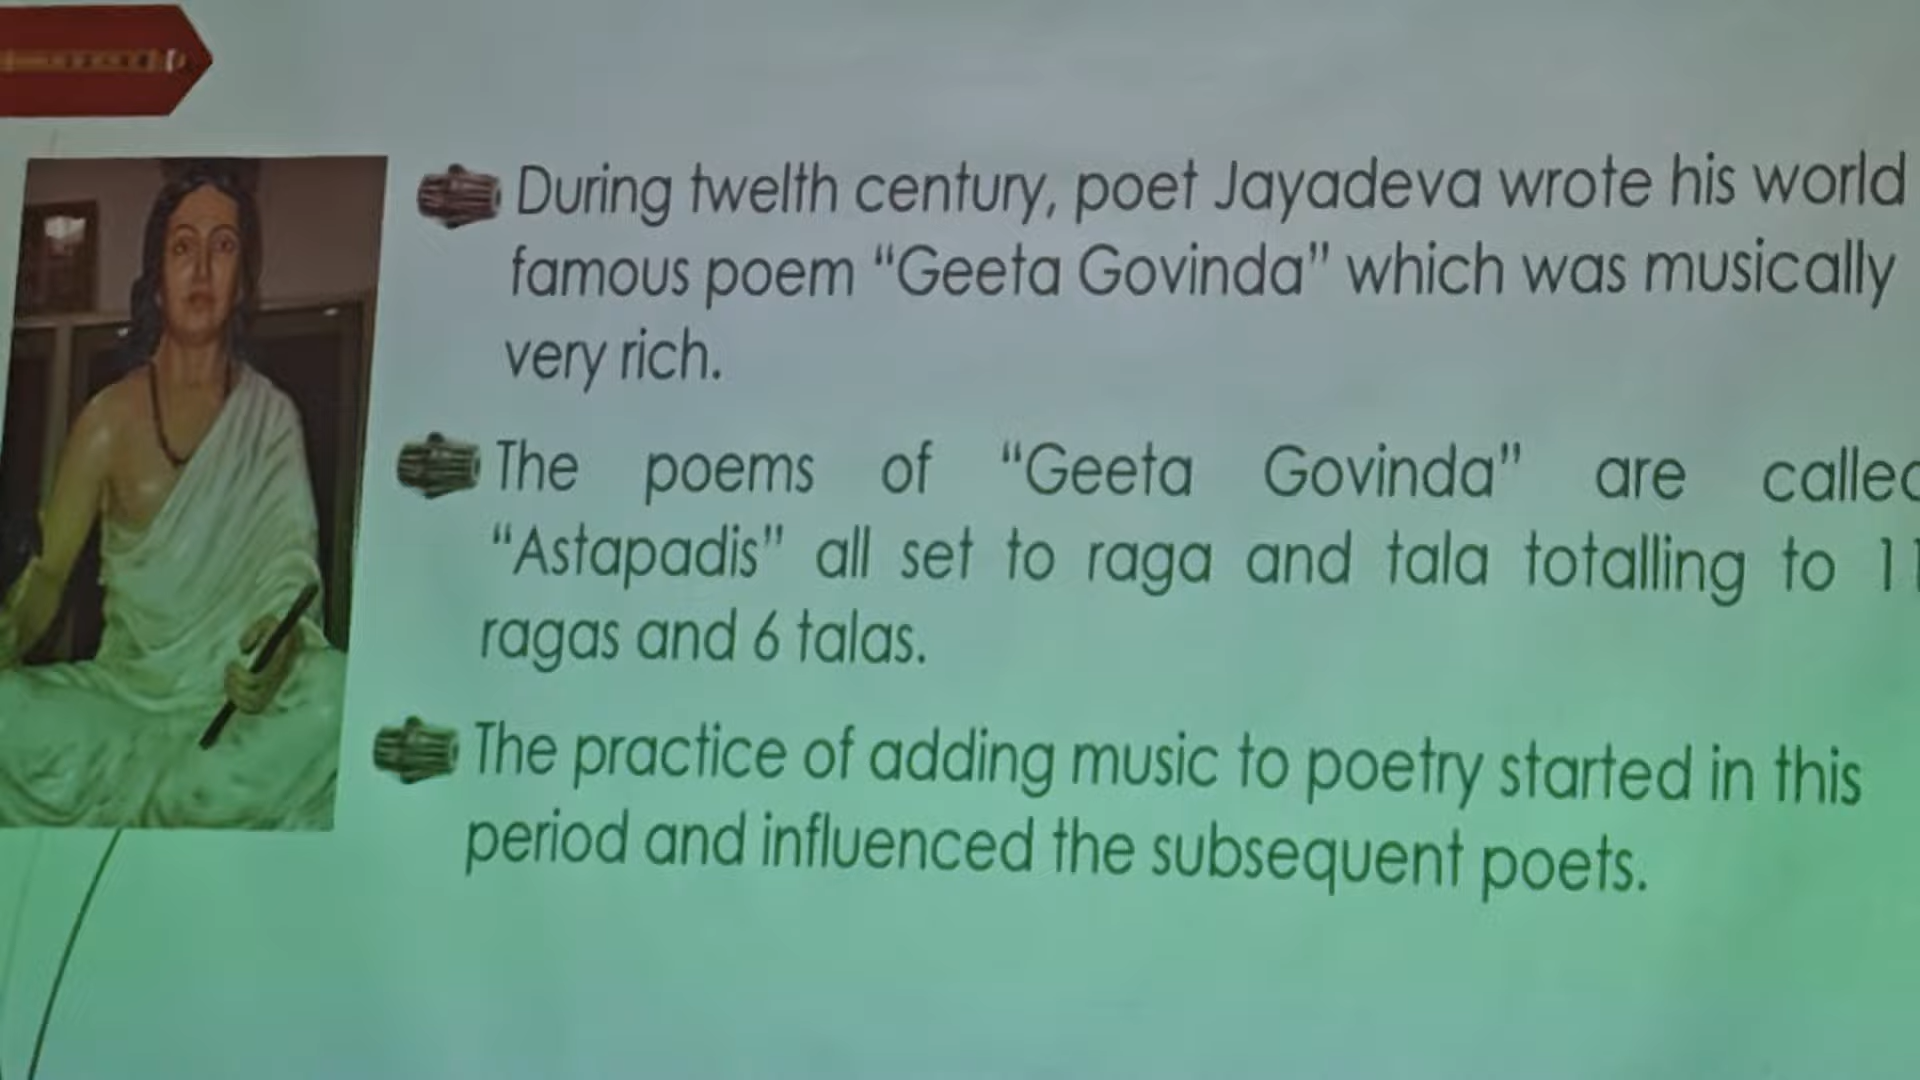 During twelth century, poet Jayadeva wrote his world
famous poem “Geeta Govinda” which was musically
very rich.
The poems of “Geeta Govinda” are called
“Astapadis” all set to raga and tala totalling to 11
ragas and 6 talas.
The practice of adding music to poetry started in this
period and influenced the subsequent poets.